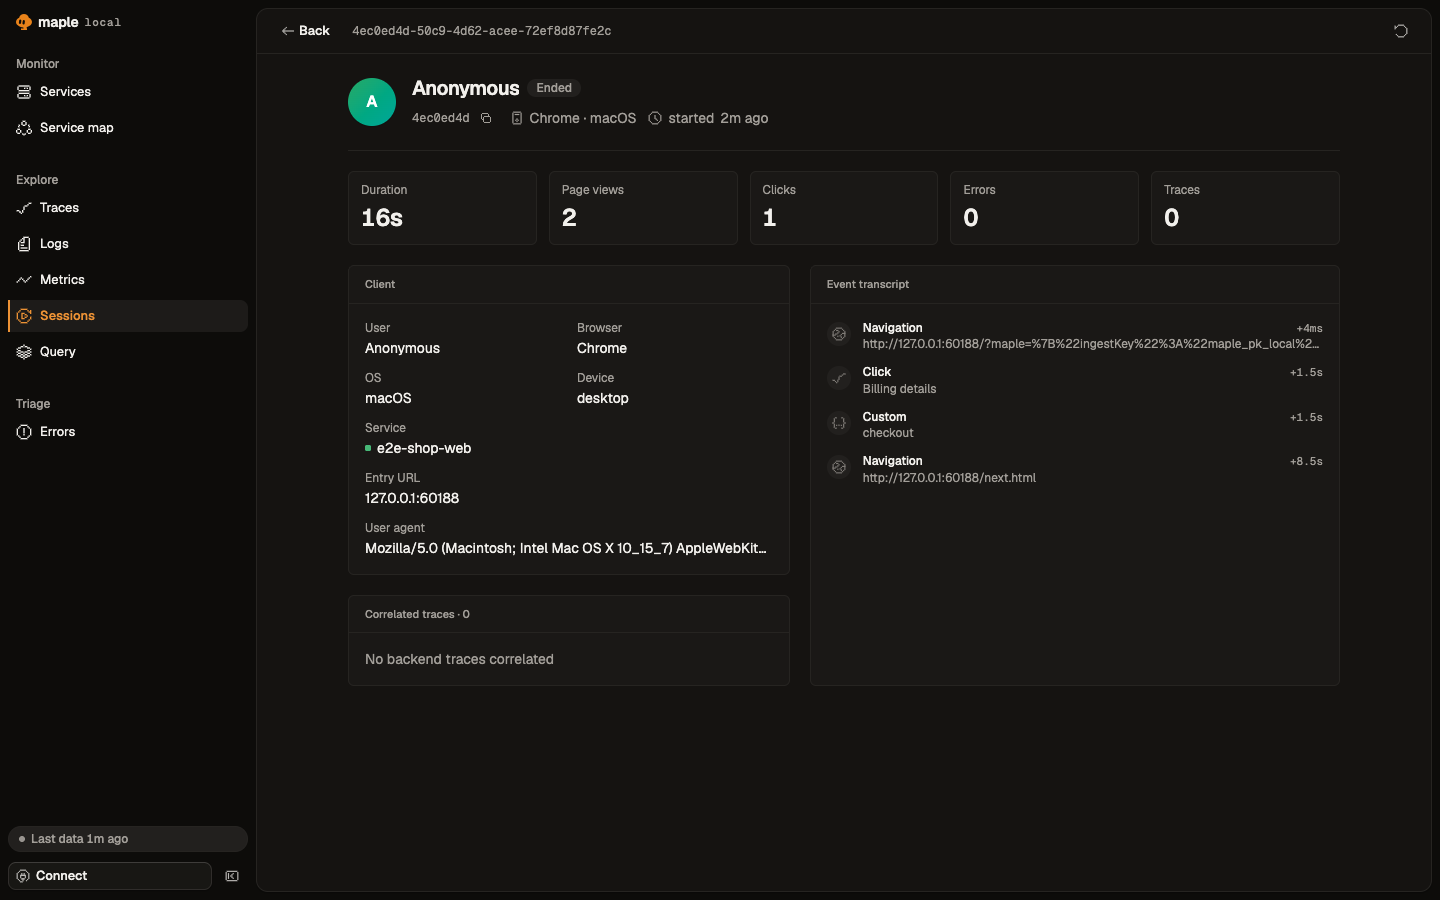 maple local
Monitor
Services
Service map
Explore
Traces
Logs
Metrics
Sessions
Query
Triage
Errors
Last data 1m ago
Connect
Back 4ec0ed4d-50c9-4d62-acee-72ef8d87fe2c
A
Anonymous Ended
4ec0ed4d Chrome · macOS started 2m ago
Duration
16s
Page views
2
Clicks
1
Errors
0
Traces
0
Client
User
Anonymous
Browser
Chrome
OS
macOS
Device
desktop
Service
e2e-shop-web
Entry URL
127.0.0.1:60188
User agent
Mozilla/5.0 (Macintosh; Intel Mac OS X 10_15_7) AppleWebKit...
Correlated traces · 0
No backend traces correlated
Event transcript
Navigation +4ms
http://127.0.0.1:60188/?maple=%7B%22ingestKey%22%3A%22maple_pk_local%2...
Click +1.5s
Billing details
Custom +1.5s
checkout
Navigation +8.5s
http://127.0.0.1:60188/next.html